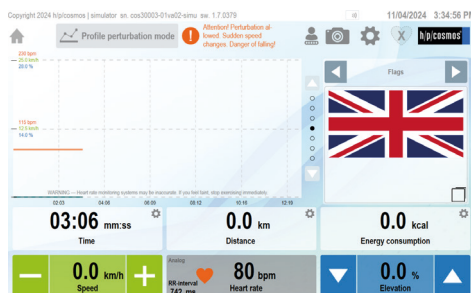 Copyright 2024 h/p/cosmos | simulator sn. cos30003-01va02-simu sw. 1.7.0379
11/04/2024 3:34:56 PM
Profile perturbation mode
Attention! Perturbation al-
lowed. Sudden speed
changes. Danger of falling!
X
h/p/cosmos
230 bpm
25.0 km/h
28.0 %
Flags
115 bpm
12.5 km/h
14.0 %
WARNING — Heart rate monitoring systems may be inaccurate. If you feel faint, stop exercising immediately.
02:03 04:06 06:09 08:12 10:16 12:19
03:06 mm:ss
Time
0.0 km
Distance
0.0 kcal
Energy consumption
0.0 km/h
Speed
Analog
RR-interval
742 ms
80 bpm
Heart rate
0.0 %
Elevation